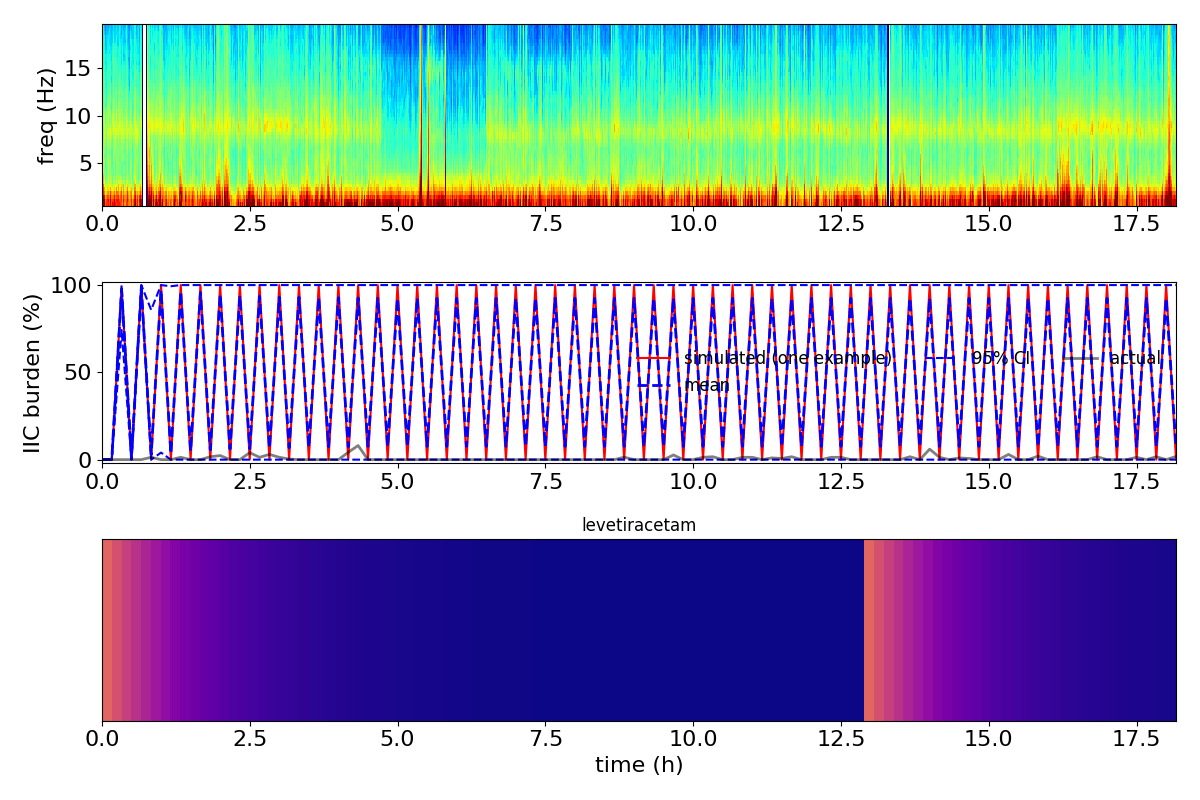 freq (Hz)
15
10
5
0.0 2.5 5.0 7.5 10.0 12.5 15.0 17.5
IIC burden (%)
100
50
0
simulated (one example) 95% CI actual
mean
0.0 2.5 5.0 7.5 10.0 12.5 15.0 17.5
levetiracetam
0.0 2.5 5.0 7.5 10.0 12.5 15.0 17.5
time (h)